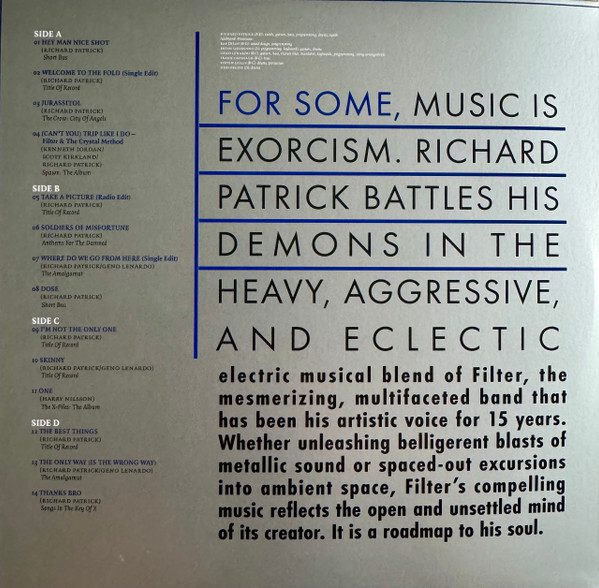 SIDE A
01 HEY MAN NICE SHOT
(RICHARD PATRICK)
Short Bus
02 WELCOME TO THE FOLD (Single Edit)
(RICHARD PATRICK)
Title Of Record
03 JURASSITOL
(RICHARD PATRICK)
The Crow: City Of Angels
04 (CAN'T YOU) TRIP LIKE I DO –
Filter & The Crystal Method
(KENNETH JORDAN/
SCOTT KIRKLAND/
RICHARD PATRICK)
Spawn: The Album
SIDE B
05 TAKE A PICTURE (Radio Edit)
(RICHARD PATRICK)
Title Of Record
06 SOLDIERS OF MISFORTUNE
(RICHARD PATRICK)
Anthems For The Damned
07 WHERE DO WE GO FROM HERE (Single Edit)
(RICHARD PATRICK/GENO LENARDO)
The Amalgamut
08 DOSE
(RICHARD PATRICK)
Short Bus
SIDE C
09 I'M NOT THE ONLY ONE
(RICHARD PATRICK)
Title Of Record
10 SKINNY
(RICHARD PATRICK/GENO LENARDO)
Title Of Record
11 ONE
(HARRY NILSSON)
The X-Files: The Album
SIDE D
12 THE BEST THINGS
(RICHARD PATRICK)
Title Of Record
13 THE ONLY WAY (IS THE WRONG WAY)
(RICHARD PATRICK/GENO LENARDO)
The Amalgamut
14 THANKS BRO
(RICHARD PATRICK)
Songs In The Key Of X
FOR SOME, MUSIC IS
EXORCISM. RICHARD
PATRICK BATTLES HIS
DEMONS IN THE
HEAVY, AGGRESSIVE,
AND ECLECTIC
electric musical blend of Filter, the
mesmerizing, multifaceted band that
has been his artistic voice for 15 years.
Whether unleashing belligerent blasts of
metallic sound or spaced-out excursions
into ambient space, Filter's compelling
music reflects the open and unsettled mind
of its creator. It is a roadmap to his soul.